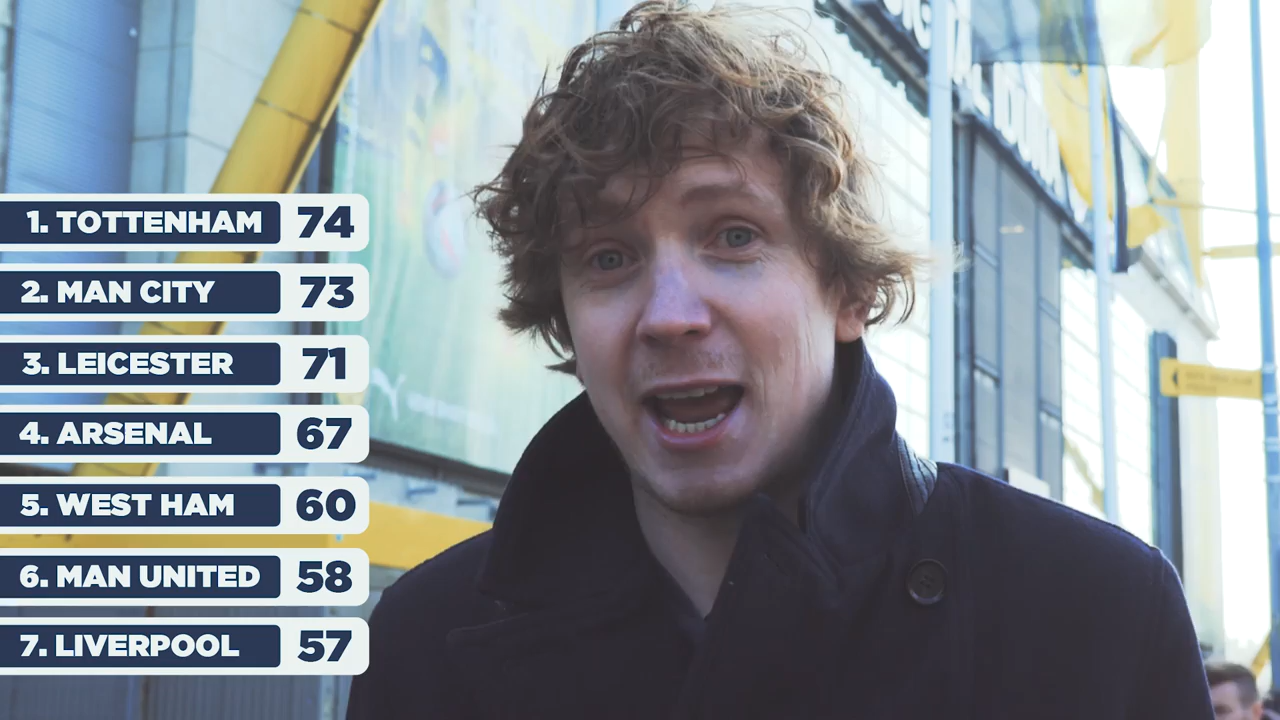 1. TOTTENHAM 74
2. MAN CITY 73
3. LEICESTER 71
4. ARSENAL 67
5. WEST HAM 60
6. MAN UNITED 58
7. LIVERPOOL 57